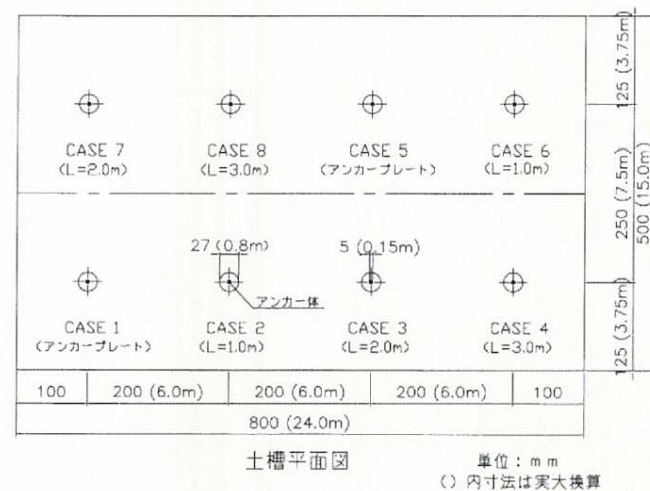 CASE 7
(L=2.0m)
CASE 8
(L=3.0m)
CASE 5
(アンカープレート)
CASE 6
(L=1.0m)
27 (0.8m)
5 (0.15m)
アンカー体
CASE 1
(アンカープレート)
CASE 2
(L=1.0m)
CASE 3
(L=2.0m)
CASE 4
(L=3.0m)
125 (3.75m)
250 (7.5m)
125 (3.75m)
500 (15.0m)
100
200 (6.0m)
200 (6.0m)
200 (6.0m)
100
800 (24.0m)
土槽平面図
単位：mm
() 内寸法は実大換算